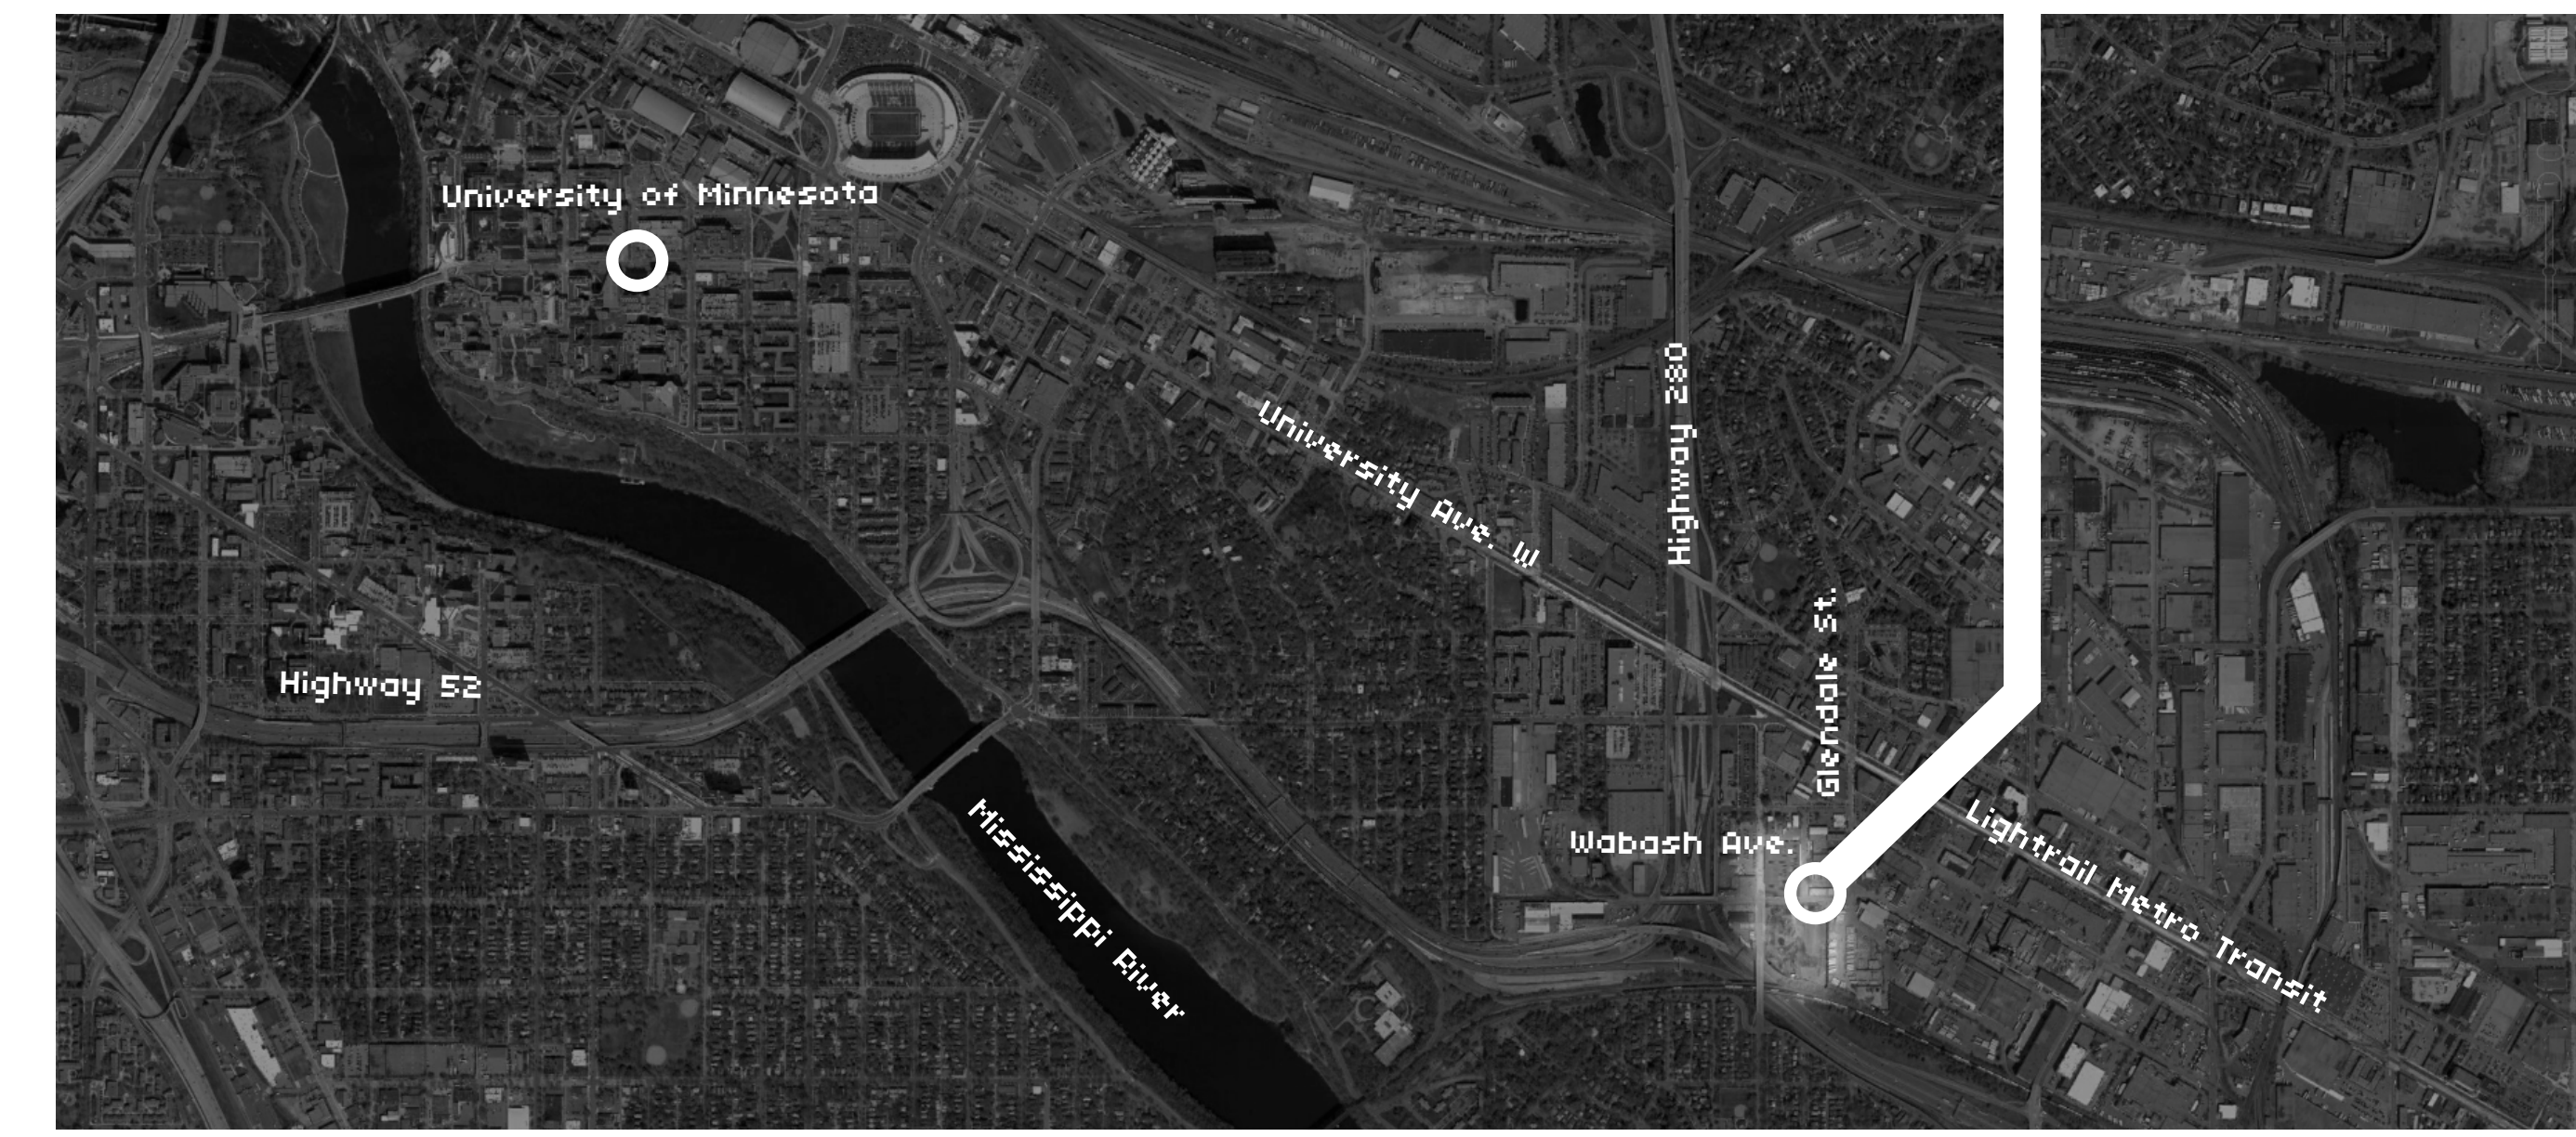 University of Minnesota
Highway 280
University Ave. W
Glendale St.
Highway 52
Wabash Ave.
Lightrail Metro Transit
Mississippi River